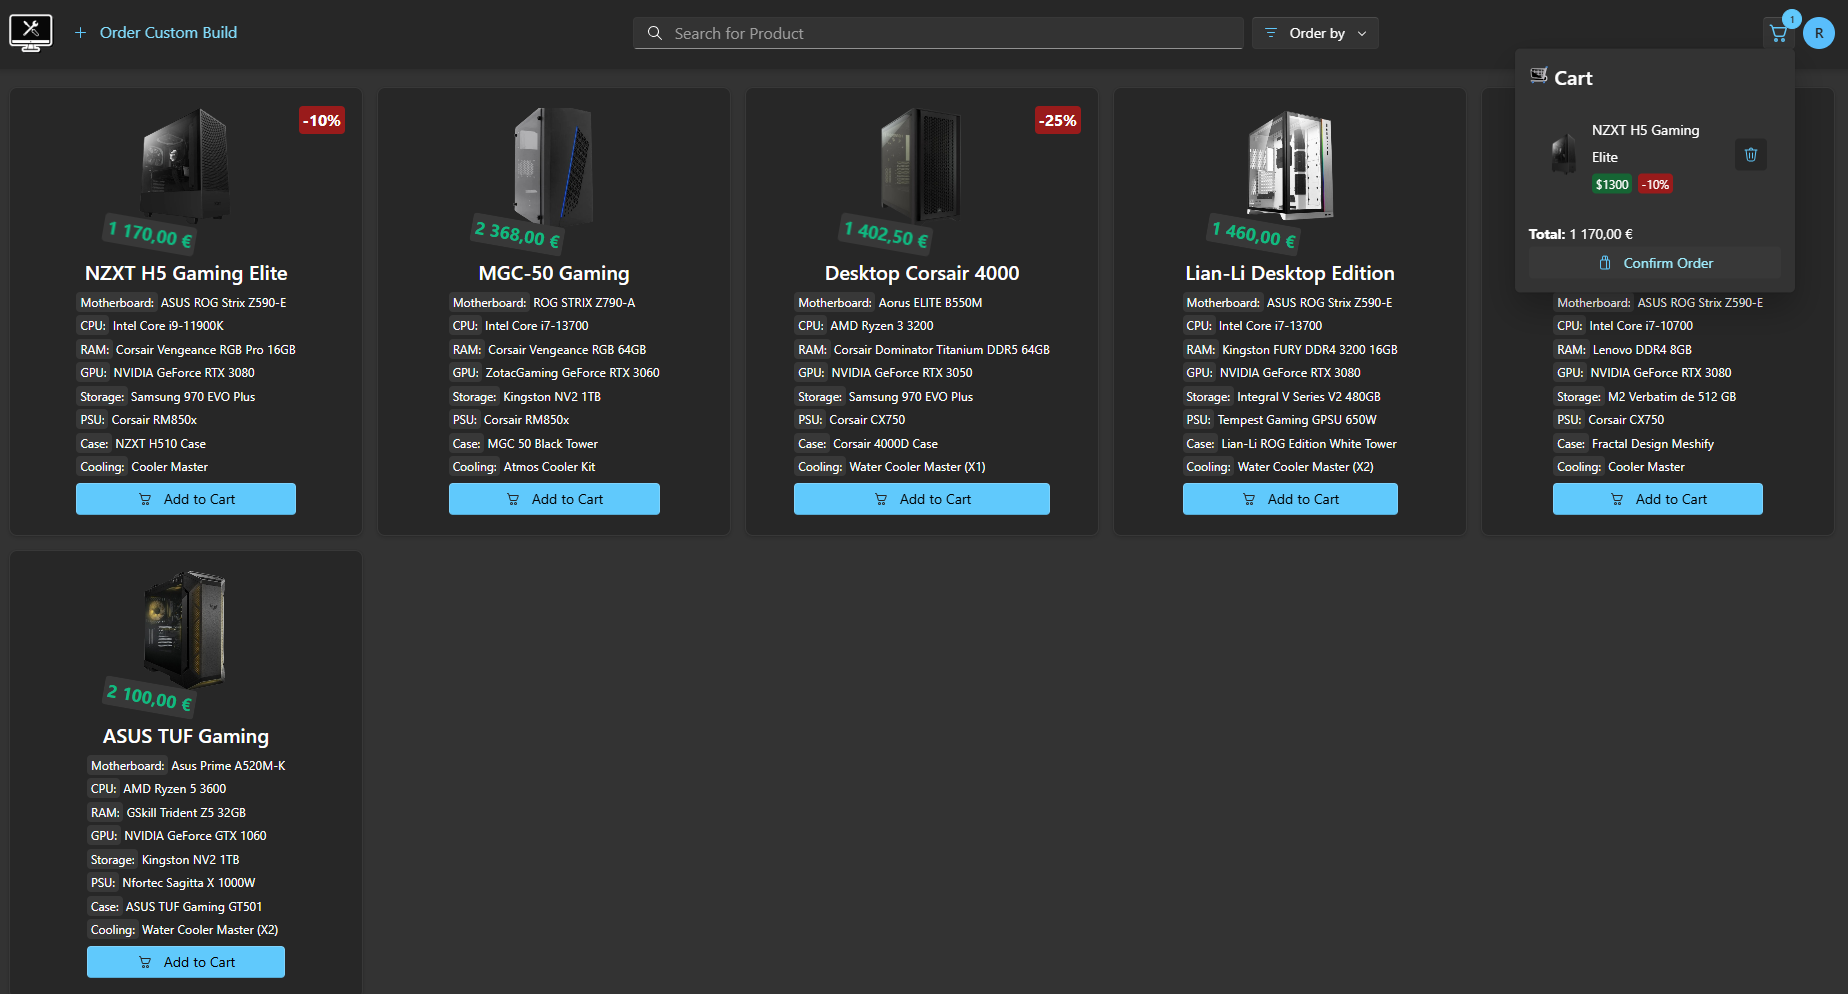 Order Custom Build
Search for Product
Order by
1
R
Cart
NZXT H5 Gaming
Elite
$1300 -10%
Total: 1 170,00 €
Confirm Order
-10%
1 170,00 €
NZXT H5 Gaming Elite
Motherboard: ASUS ROG Strix Z590-E
CPU: Intel Core i9-11900K
RAM: Corsair Vengeance RGB Pro 16GB
GPU: NVIDIA GeForce RTX 3080
Storage: Samsung 970 EVO Plus
PSU: Corsair RM850x
Case: NZXT H510 Case
Cooling: Cooler Master
Add to Cart
2 368,00 €
MGC-50 Gaming
Motherboard: ROG STRIX Z790-A
CPU: Intel Core i7-13700
RAM: Corsair Vengeance RGB 64GB
GPU: ZotacGaming GeForce RTX 3060
Storage: Kingston NV2 1TB
PSU: Corsair RM850x
Case: MGC 50 Black Tower
Cooling: Atmos Cooler Kit
Add to Cart
-25%
1 402,50 €
Desktop Corsair 4000
Motherboard: Aorus ELITE B550M
CPU: AMD Ryzen 3 3200
RAM: Corsair Dominator Titanium DDR5 64GB
GPU: NVIDIA GeForce RTX 3050
Storage: Samsung 970 EVO Plus
PSU: Corsair CX750
Case: Corsair 4000D Case
Cooling: Water Cooler Master (X1)
Add to Cart
1 460,00 €
Lian-Li Desktop Edition
Motherboard: ASUS ROG Strix Z590-E
CPU: Intel Core i7-13700
RAM: Kingston FURY DDR4 3200 16GB
GPU: NVIDIA GeForce RTX 3080
Storage: Integral V Series V2 480GB
PSU: Tempest Gaming GPSU 650W
Case: Lian-Li ROG Edition White Tower
Cooling: Water Cooler Master (X2)
Add to Cart
Motherboard: ASUS ROG Strix Z590-E
CPU: Intel Core i7-10700
RAM: Lenovo DDR4 8GB
GPU: NVIDIA GeForce RTX 3080
Storage: M2 Verbatim de 512 GB
PSU: Corsair CX750
Case: Fractal Design Meshify
Cooling: Cooler Master
Add to Cart
2 100,00 €
ASUS TUF Gaming
Motherboard: Asus Prime A520M-K
CPU: AMD Ryzen 5 3600
RAM: GSkill Trident Z5 32GB
GPU: NVIDIA GeForce GTX 1060
Storage: Kingston NV2 1TB
PSU: Nfortec Sagitta X 1000W
Case: ASUS TUF Gaming GT501
Cooling: Water Cooler Master (X2)
Add to Cart